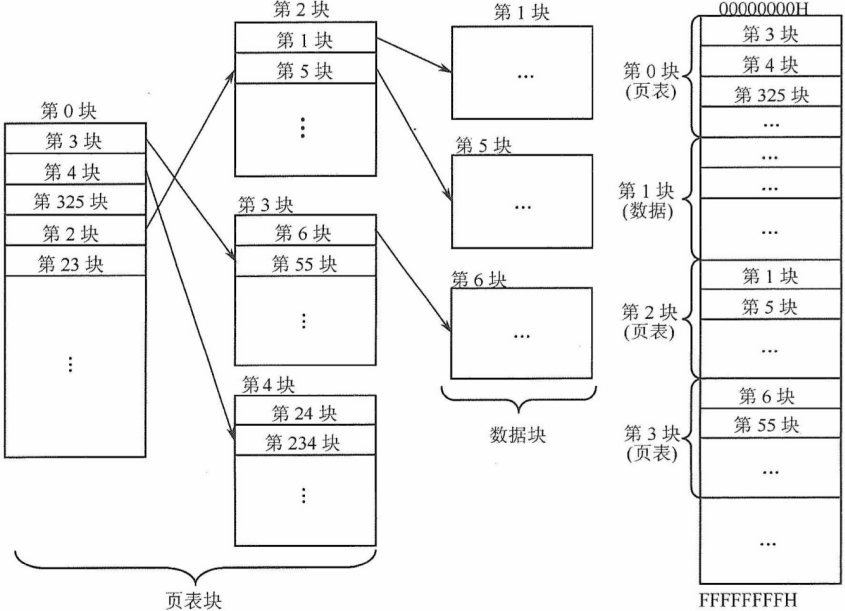 第 0 块
第 3 块
第 4 块
第 325 块
第 2 块
第 23 块
⋮
第 2 块
第 1 块
第 5 块
⋮
第 3 块
第 6 块
第 55 块
⋮
第 4 块
第 24 块
第 234 块
⋮
页表块
第 1 块
...
第 5 块
...
第 6 块
...
数据块
00000000H
第 0 块
(页表)
第 3 块
第 4 块
第 325 块
...
第 1 块
(数据)
...
...
...
第 2 块
(页表)
第 1 块
第 5 块
...
第 3 块
(页表)
第 6 块
第 55 块
...
...
FFFFFFFFH